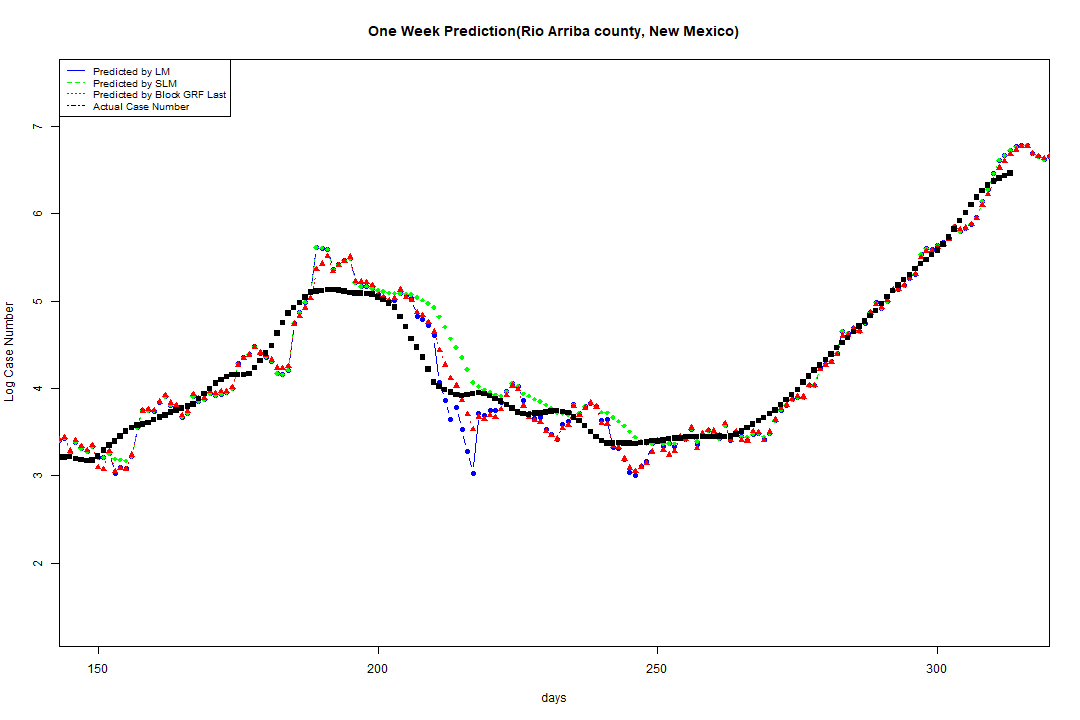 One Week Prediction(Rio Arriba county, New Mexico)
Predicted by LM
Predicted by SLM
Predicted by Block GRF Last
Actual Case Number
7
6
5
4
3
2
Log Case Number
150 200 250 300
days